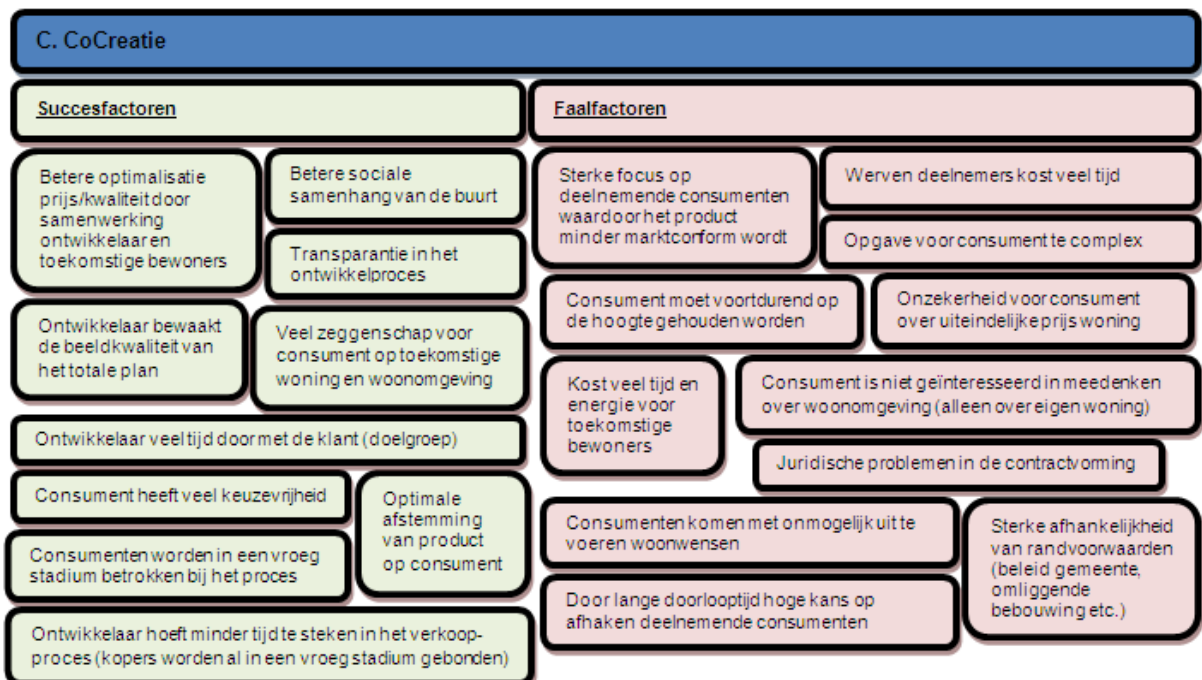 C. CoCreatie
Succesfactoren
Betere optimalisatie
prijs/kwaliteit door
samenwerking
ontwikkelaar en
toekomstige bewoners
Betere sociale
samenhang van de buurt
Transparantie in het
ontwikkelproces
Ontwikkelaar bewaakt
de beeldkwaliteit van
het totale plan
Veel zeggenschap voor
consument op toekomstige
woning en woonomgeving
Ontwikkelaar veel tijd door met de klant (doelgroep)
Consument heeft veel keuzevrijheid
Optimale
afstemming
van product
op consument
Consumenten worden in een vroeg
stadium betrokken bij het proces
Ontwikkelaar hoeft minder tijd te steken in het verkoop-
proces (kopers worden al in een vroeg stadium gebonden)
Faalfactoren
Sterke focus op
deelnemende consumenten
waardoor het product
minder marktconform wordt
Werven deelnemers kost veel tijd
Opgave voor consument te complex
Consument moet voortdurend op
de hoogte gehouden worden
Onzekerheid voor consument
over uiteindelijke prijs woning
Kost veel tijd en
energie voor
toekomstige
bewoners
Consument is niet geïnteresseerd in meedenken
over woonomgeving (alleen over eigen woning)
Juridische problemen in de contractvorming
Consumenten komen met onmogelijk uit te
voeren woonwensen
Sterke afhankelijkheid
van randvoorwaarden
(beleid gemeente,
omliggende
bebouwing etc.)
Door lange doorlooptijd hoge kans op
afhaken deelnemende consumenten